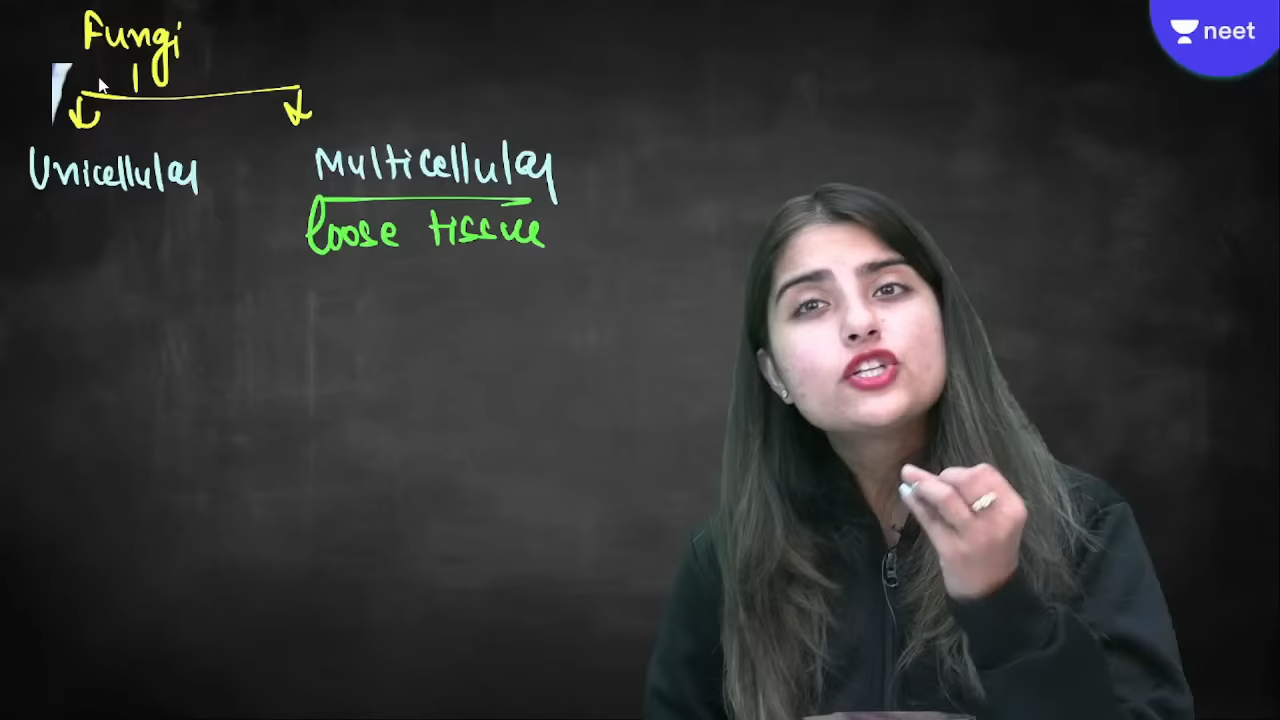 Fungi
neet
Unicellular
Multicellular
loose tissue